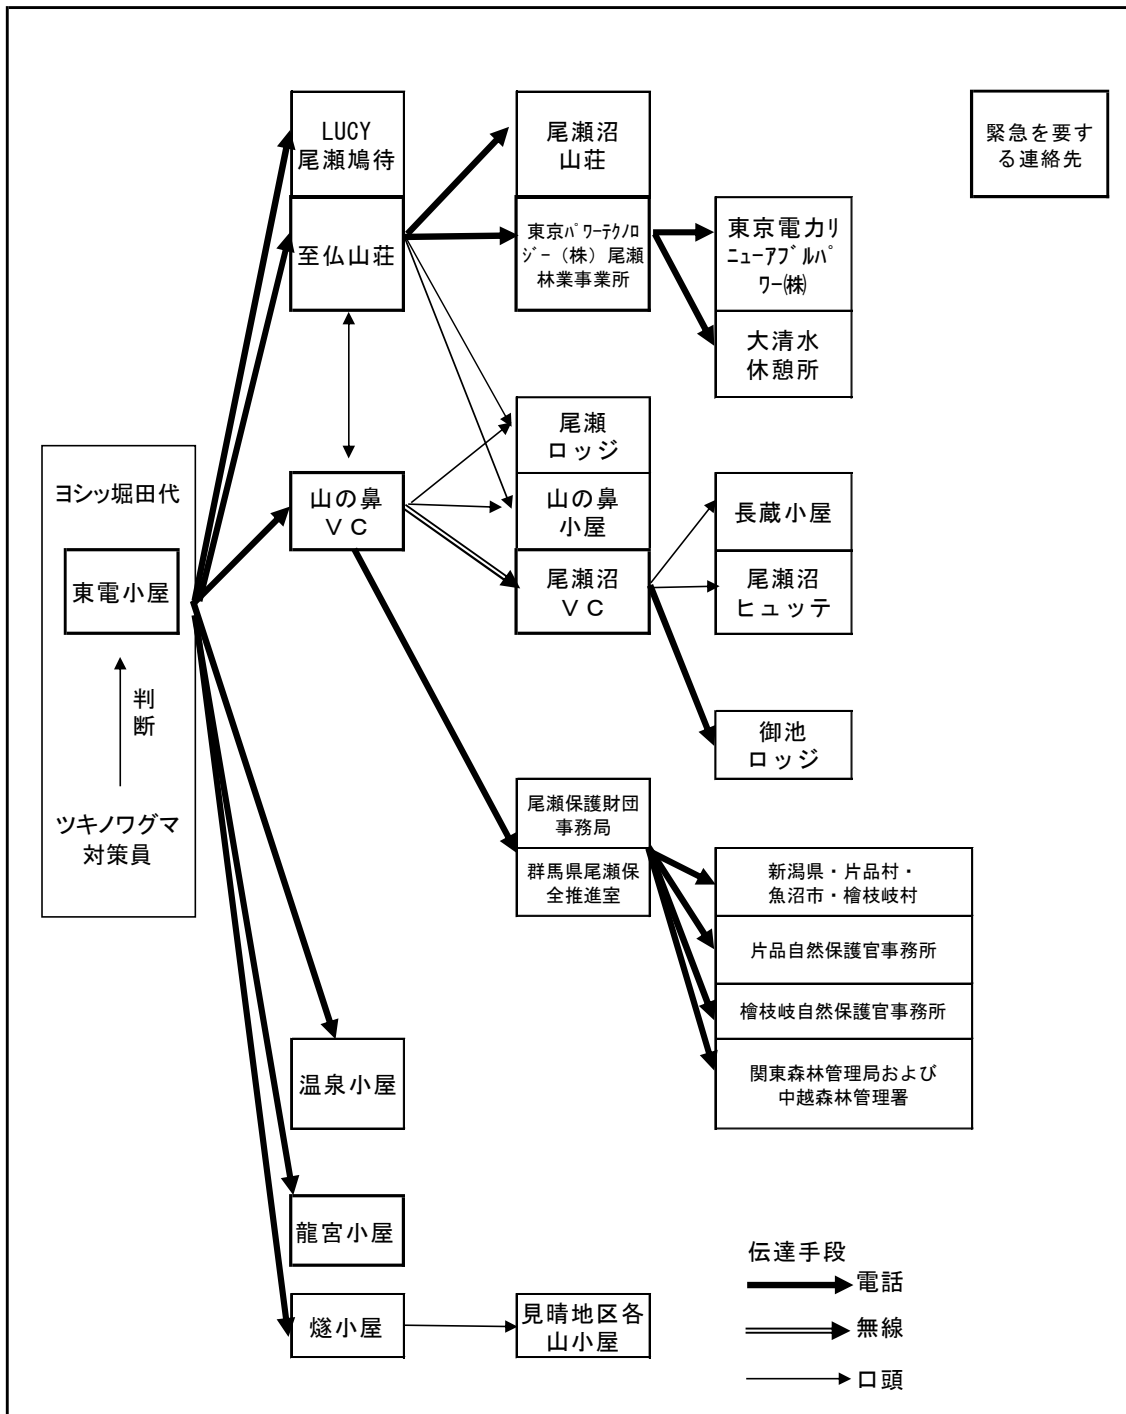 LUCY
尾瀬鳩待
尾瀬沼
山荘
緊急を要す
る連絡先
至仏山荘
東京ﾊﾟﾜｰﾃｸﾉﾛ
ｼﾞｰ（株）尾瀬
林業事業所
東京電力リ
ﾆｭｰｱﾌﾞﾙﾊﾟ
ﾜｰ㈱
大清水
休憩所
尾瀬
ロッジ
ヨシッ堀田代
山の鼻
ＶＣ
山の鼻
小屋
長蔵小屋
東電小屋
尾瀬沼
ＶＣ
尾瀬沼
ヒュッテ
判
断
御池
ロッジ
ツキノワグマ
対策員
尾瀬保護財団
事務局
群馬県尾瀬保
全推進室
新潟県・片品村・
魚沼市・檜枝岐村
片品自然保護官事務所
檜枝岐自然保護官事務所
関東森林管理局および
中越森林管理署
温泉小屋
龍宮小屋
燧小屋
見晴地区各
山小屋
伝達手段
電話
無線
口頭